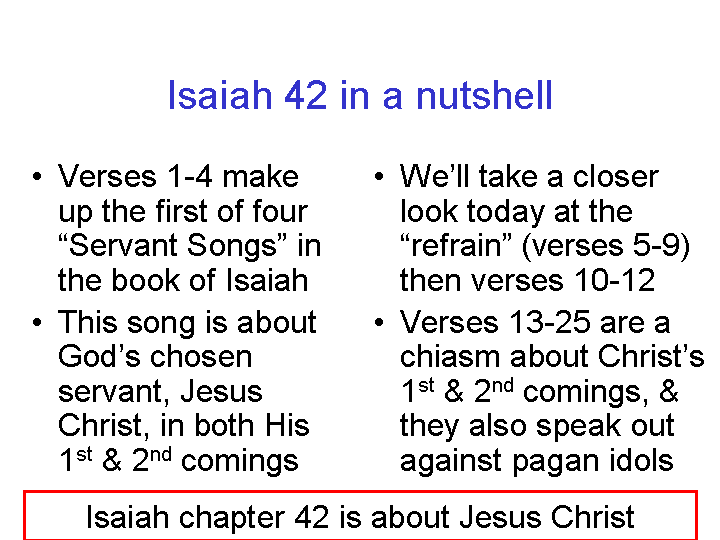 Isaiah 42 in a nutshell
• Verses 1-4 make
up the first of four
“Servant Songs” in
the book of Isaiah
• This song is about
God’s chosen
servant, Jesus
Christ, in both His
1st & 2nd comings
• We’ll take a closer
look today at the
“refrain” (verses 5-9)
then verses 10-12
• Verses 13-25 are a
chiasm about Christ’s
1st & 2nd comings, &
they also speak out
against pagan idols
Isaiah chapter 42 is about Jesus Christ